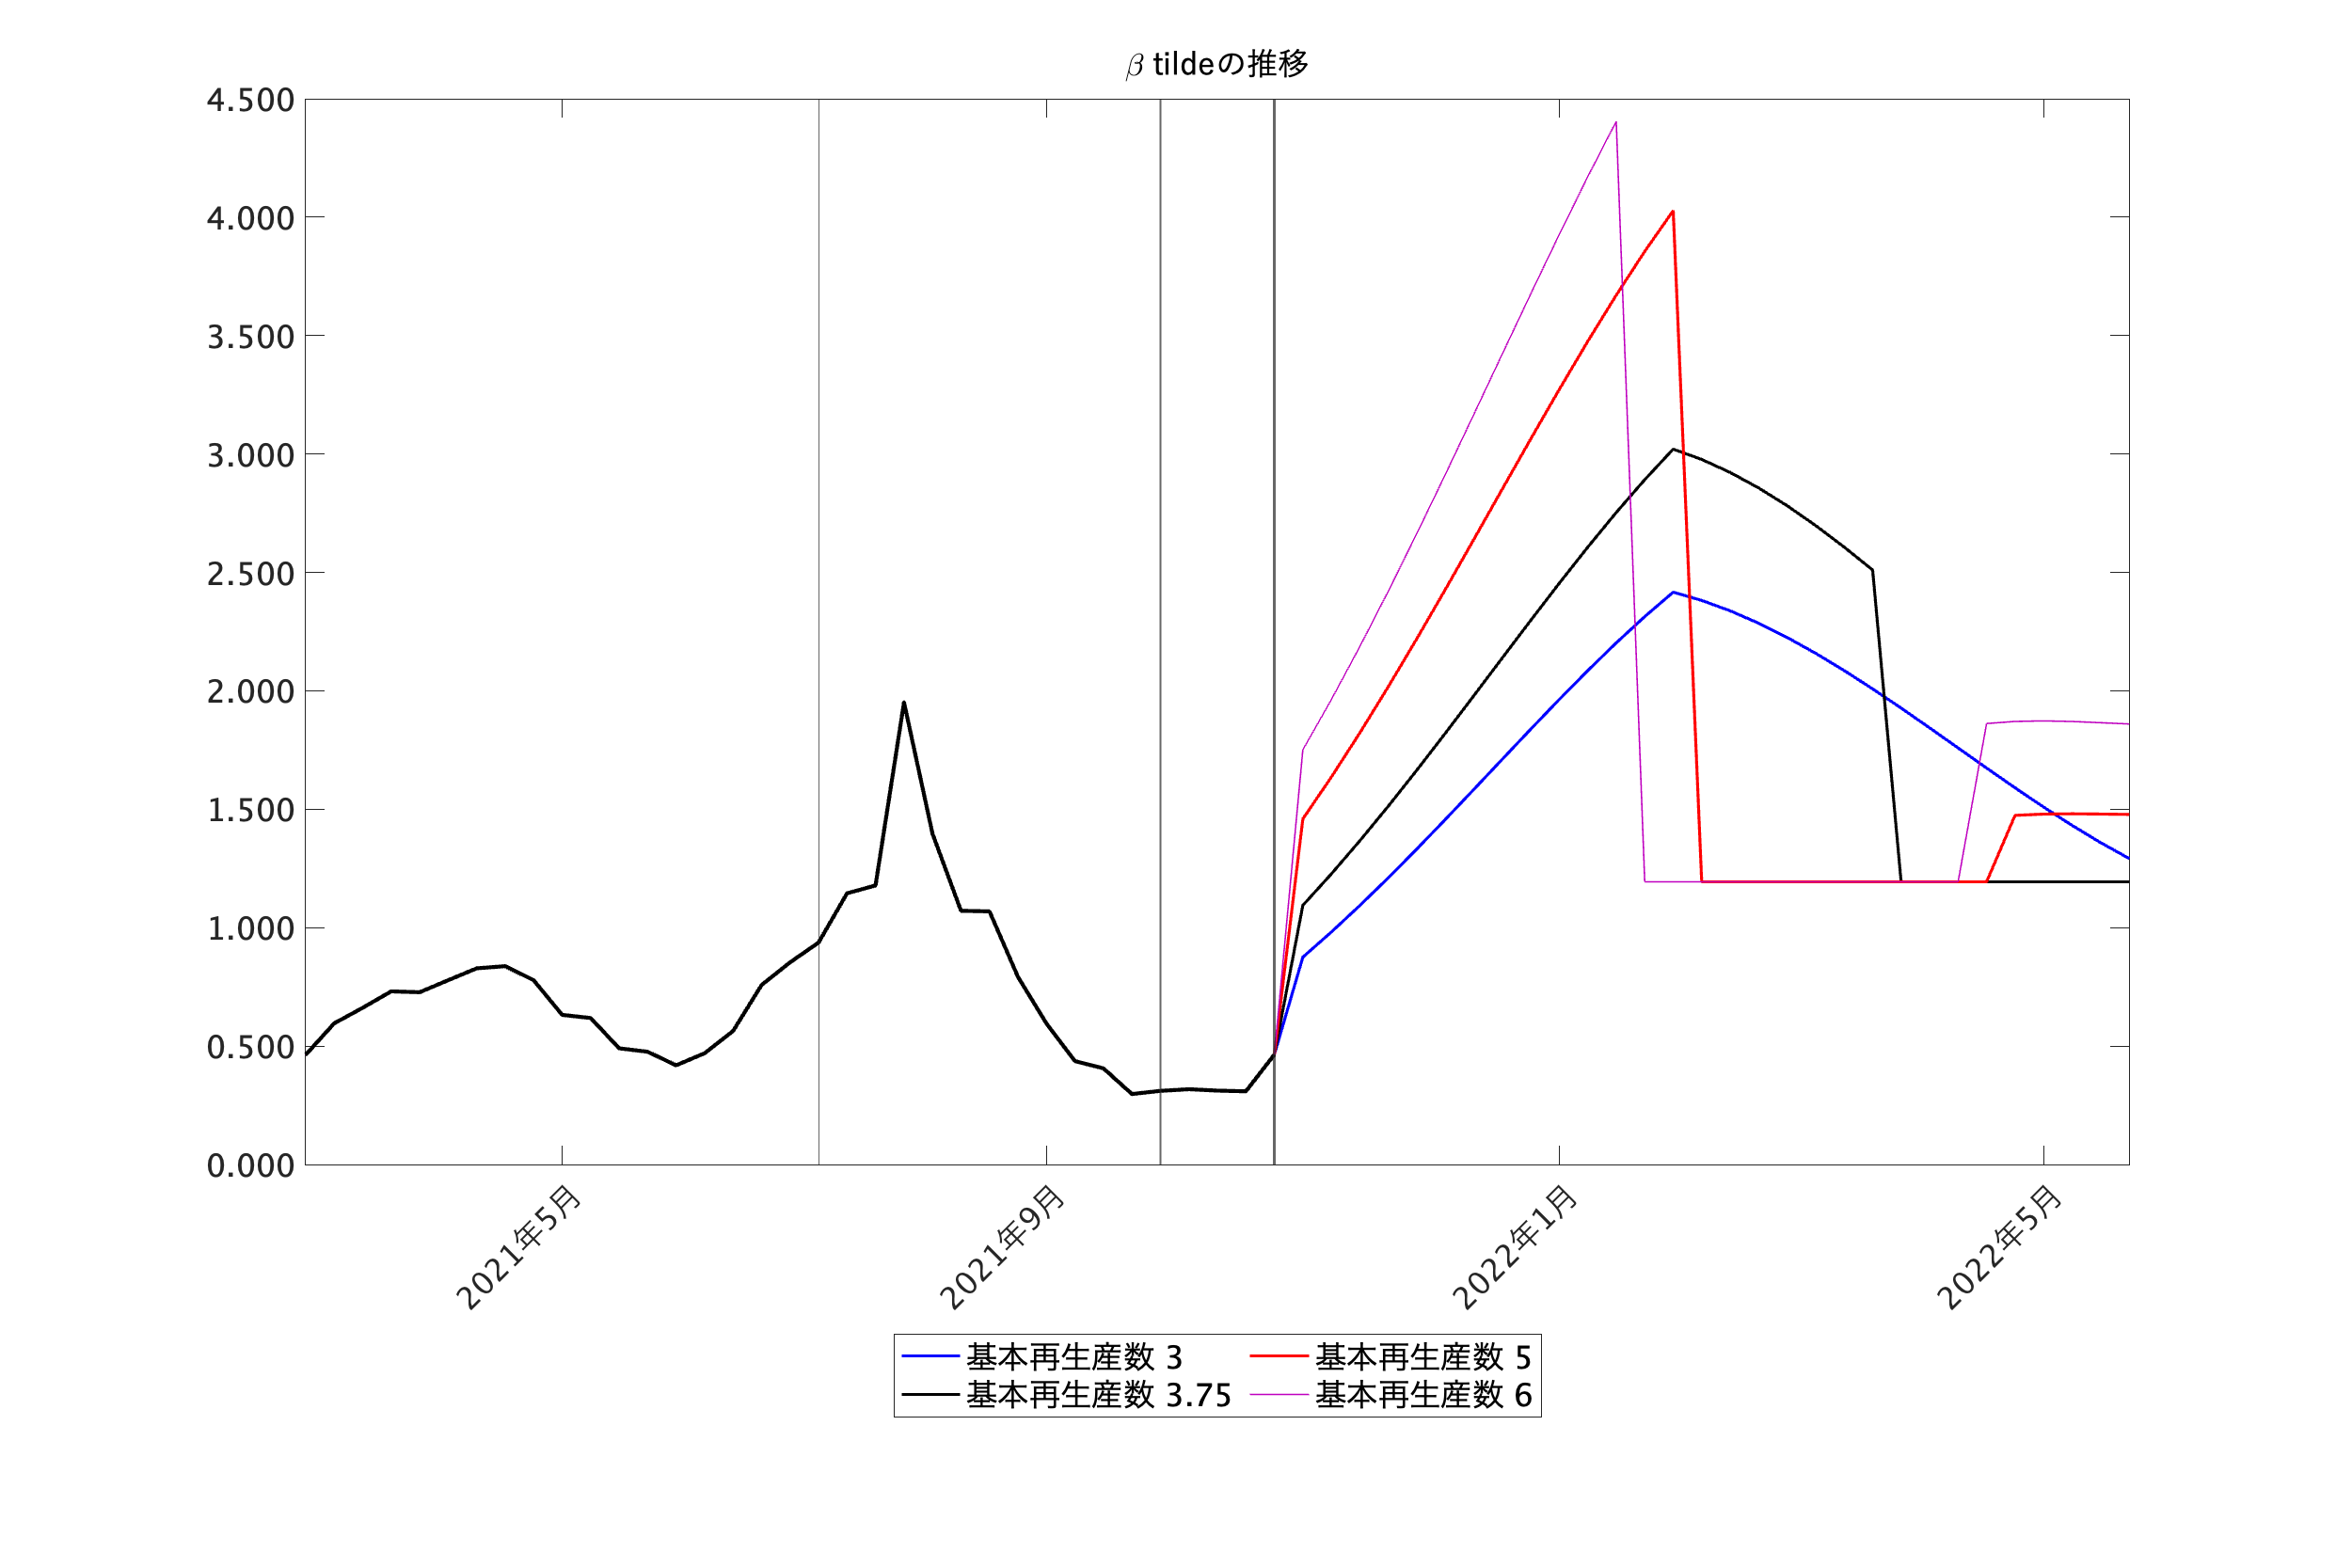 β tildeの推移
4.500
4.000
3.500
3.000
2.500
2.000
1.500
1.000
0.500
0.000
2021年5月
2021年9月
2022年1月
2022年5月
基本再生産数 3
基本再生産数 5
基本再生産数 3.75
基本再生産数 6